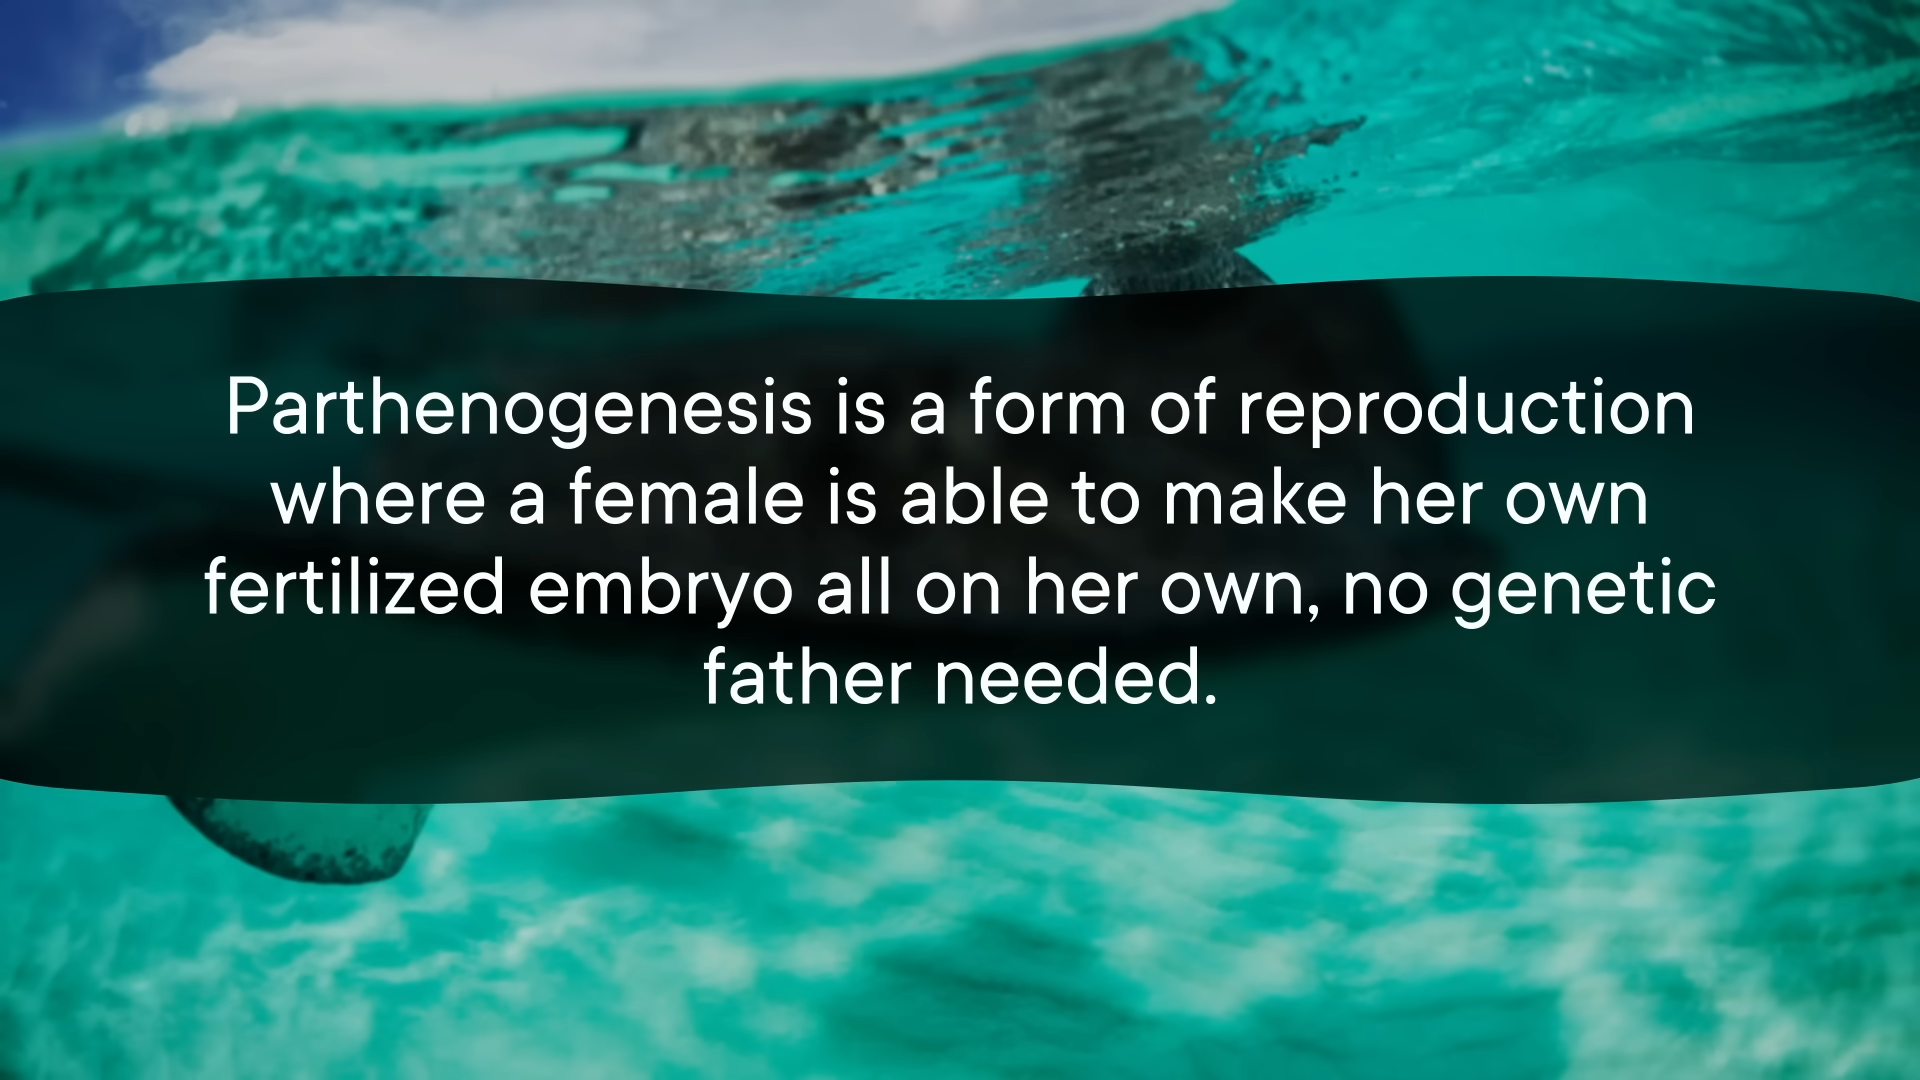 Parthenogenesis is a form of reproduction
where a female is able to make her own
fertilized embryo all on her own, no genetic
father needed.